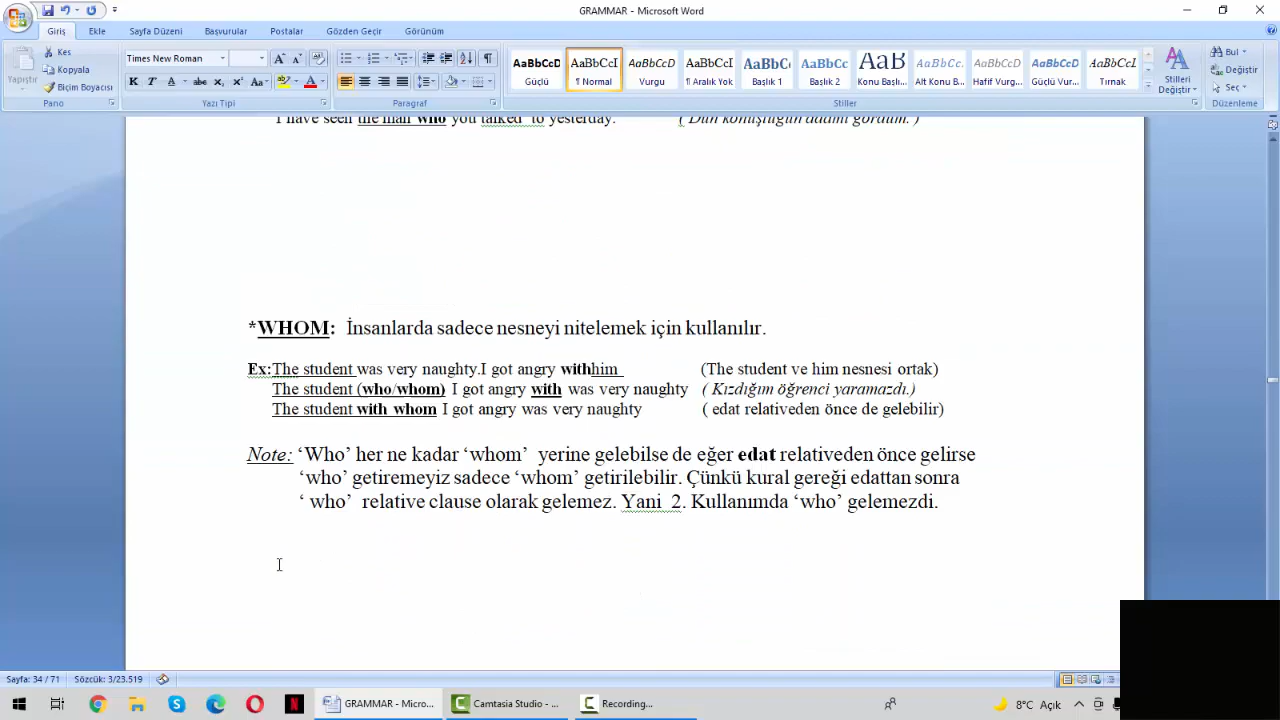 GRAMMAR - Microsoft Word
Giriş Ekle Sayfa Düzeni Başvurular Postalar Gözden Geçir Görünüm
Yapıştır
Kes
Kopyala
Biçim Boyacısı
Pano
Times New Roman
Yazı Tipi
Paragraf
AaBbCcD AaBbCcI AaBbCcD AaBbCcI AaBbC AaBbCc AaB AaBbCc. AaBbCcD AaBbCcD AaBbCcI
Güçlü ¶ Normal Vurgu ¶ Aralık Yok Başlık 1 Başlık 2 Konu Başlı... Alt Konu B... Hafif Vurg... Güçlü Vur... Tırnak
Stilleri Değiştir
Stiller
Bul
Değiştir
Seç
Düzenleme
I have seen the man who you talked to yesterday. ( Dün konuştuğun adamı gördüm. )
*WHOM: İnsanlarda sadece nesneyi nitelemek için kullanılır.
Ex:The student was very naughty.I got angry withhim (The student ve him nesnesi ortak)
The student (who/whom) I got angry with was very naughty ( Kızdığım öğrenci yaramazdı.)
The student with whom I got angry was very naughty ( edat relativeden önce de gelebilir)
Note: ‘Who’ her ne kadar ‘whom’ yerine gelebilse de eğer edat relativeden önce gelirse
‘who’ getiremeyiz sadece ‘whom’ getirilebilir. Çünkü kural gereği edattan sonra
‘ who’ relative clause olarak gelemez. Yani 2. Kullanımda ‘who’ gelemezdi.
Sayfa: 34 / 71 Sözcük: 3/23.519
GRAMMAR - Micros... Camtasia Studio - ... Recording... 8°C Açık